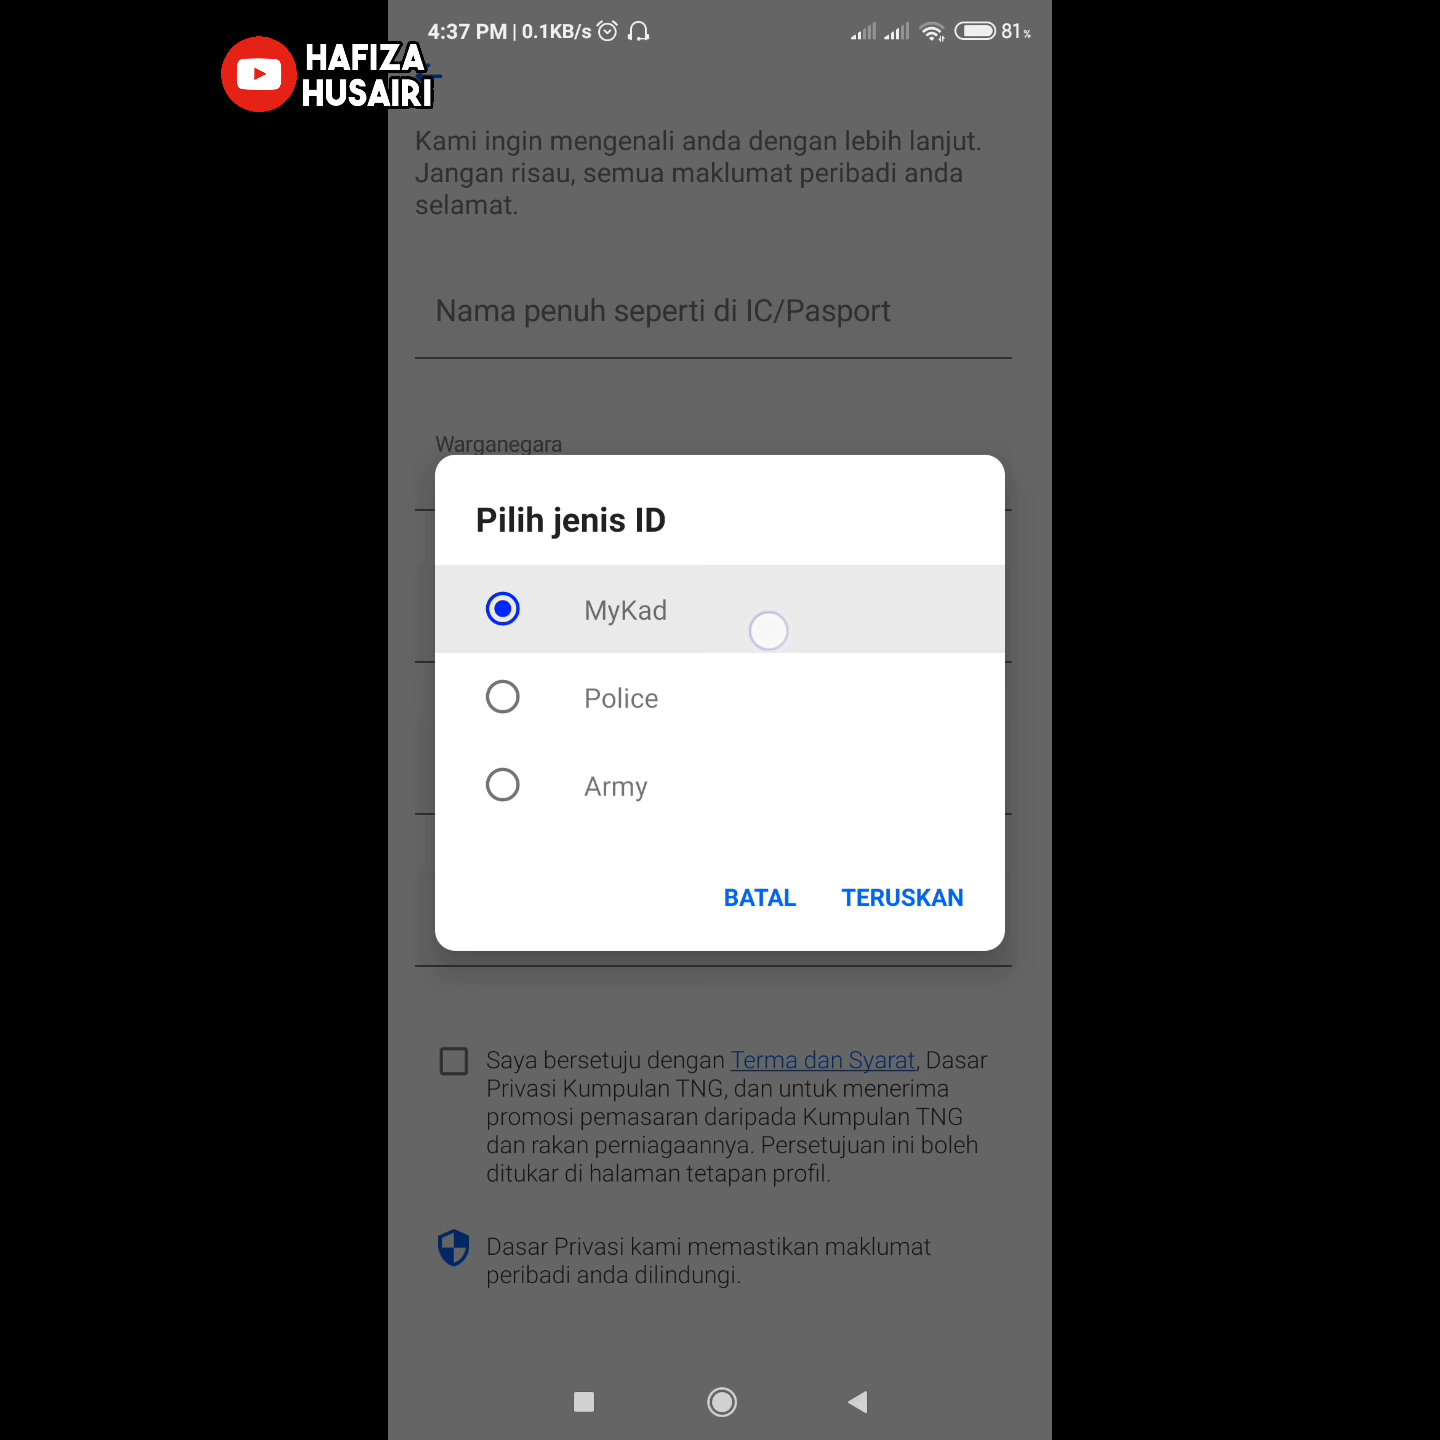 4:37 PM | 0.1KB/s
81%
HAFIZA
HUSAIRI
Kami ingin mengenali anda dengan lebih lanjut.
Jangan risau, semua maklumat peribadi anda
selamat.
Nama penuh seperti di IC/Pasport
Warganegara
Pilih jenis ID
MyKad
Police
Army
BATAL TERUSKAN
Saya bersetuju dengan Terma dan Syarat, Dasar
Privasi Kumpulan TNG, dan untuk menerima
promosi pemasaran daripada Kumpulan TNG
dan rakan perniagaannya. Persetujuan ini boleh
ditukar di halaman tetapan profil.
Dasar Privasi kami memastikan maklumat
peribadi anda dilindungi.